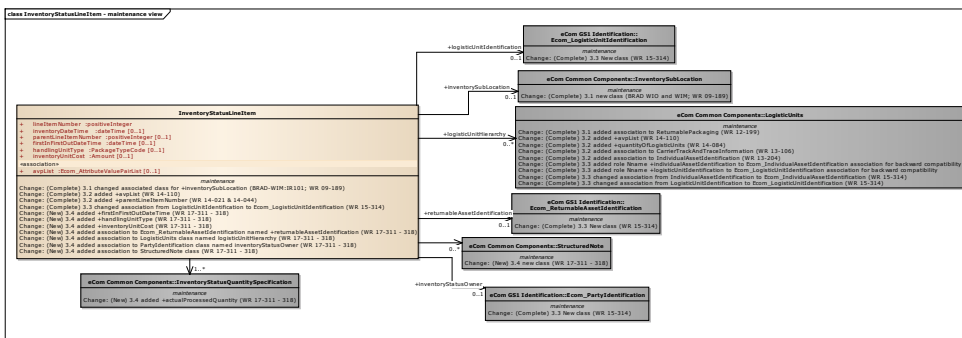 class InventoryStatusLineItem - maintenance view
eCom GS1 Identification::
Ecom_LogisticUnitIdentification
maintenance
Change: (Complete) 3.3 New class (WR 15-314)
+logisticUnitIdentification
0..1
eCom Common Components::InventorySubLocation
maintenance
Change: (Complete) 3.1 new class (BRAD WIO and WIM; WR 09-189)
+inventorySubLocation
0..1
InventoryStatusLineItem
+ lineItemNumber :positiveInteger
+ inventoryDateTime :dateTime [0..1]
+ parentLineItemNumber :positiveInteger [0..1]
+ firstInFirstOutDateTime :dateTime [0..1]
+ handlingUnitType :PackageTypeCode [0..1]
+ inventoryUnitCost :Amount [0..1]
«association»
+ avpList :Ecom_AttributeValuePairList [0..1]
maintenance
Change: (Complete) 3.1 changed associated class for +inventorySubLocation (BRAD-WIM:IR101; WR 09-189)
Change: (Complete) 3.2 added +avpList (WR 14-110)
Change: (Complete) 3.2 added +parentLineItemNumber (WR 14-021 & 14-044)
Change: (Complete) 3.3 changed association from LogisticUnitIdentification to Ecom_LogisticUnitIdentification (WR 15-314)
Change: (New) 3.4 added +firstInFirstOutDateTime (WR 17-311 - 318)
Change: (New) 3.4 added +handlingUnitType (WR 17-311 - 318)
Change: (New) 3.4 added +inventoryUnitCost (WR 17-311 - 318)
Change: (New) 3.4 added association to Ecom_ReturnableAssetIdentification named +returnableAssetIdentification (WR 17-311 - 318)
Change: (New) 3.4 added association to LogisticUnits class named logisticUnitHierarchy (WR 17-311 - 318)
Change: (New) 3.4 added association to PartyIdentification class named inventoryStatusOwner (WR 17-311 - 318)
Change: (New) 3.4 added association to StructuredNote class (WR 17-311 - 318)
+logisticUnitHierarchy
0..*
eCom Common Components::LogisticUnits
maintenance
Change: (Complete) 3.1 added association to ReturnablePackaging (WR 12-199)
Change: (Complete) 3.2 added +avpList (WR 14-110)
Change: (Complete) 3.2 added +quantityOfLogisticUnits (WR 14-084)
Change: (Complete) 3.2 added association to CarrierTrackAndTraceInformation (WR 13-106)
Change: (Complete) 3.2 added association to IndividualAssetIdentification (WR 13-204)
Change: (Complete) 3.3 added role Nname +individualAssetIdentification to Ecom_IndividualAssetIdentification association for backward compatibility
Change: (Complete) 3.3 added role name +logisticUnitIdentification to Ecom_LogisticUnitIdentification association for backward compatibility
Change: (Complete) 3.3 changed association from IndividualAssetIdentification to Ecom_IndividualAssetIdentification (WR 15-314)
Change: (Complete) 3.3 changed association from LogisticUnitIdentification to Ecom_LogisticUnitIdentification (WR 15-314)
+returnableAssetIdentification
0..1
eCom GS1 Identification::
Ecom_ReturnableAssetIdentification
maintenance
Change: (Complete) 3.3 New class (WR 15-314)
0..*
eCom Common Components::StructuredNote
maintenance
Change: (New) 3.4 new class (WR 17-311 - 318)
1..*
eCom Common Components::InventoryStatusQuantitySpecification
maintenance
Change: (New) 3.4 added +actualProcessedQuantity (WR 17-311 - 318)
+inventoryStatusOwner
0..1
eCom GS1 Identification::Ecom_PartyIdentification
maintenance
Change: (Complete) 3.3 New class (WR 15-314)